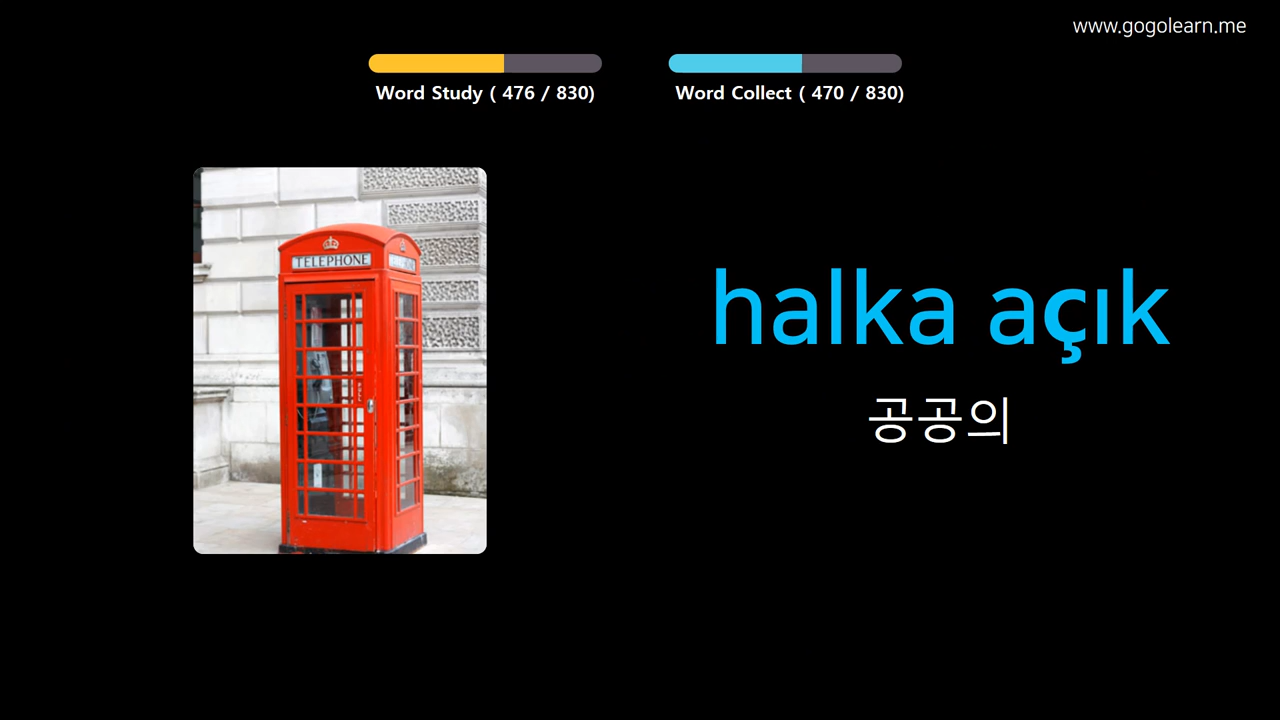 www.gogolearn.me
Word Study ( 476 / 830)
Word Collect ( 470 / 830)
TELEPHONE
halka açık
공공의